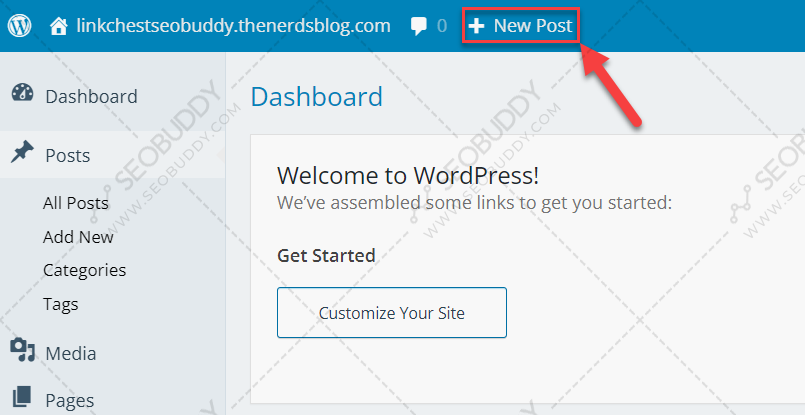 linkchestseobuddy.thenerdsblog.com 0 + New Post
Dashboard
Posts
All Posts
Add New
Categories
Tags
Media
Pages
Dashboard
Welcome to WordPress!
We've assembled some links to get you started:
Get Started
Customize Your Site
SEOBUDDY
WWW.SEOBUDDY.COM
SEOBUDDY
WWW.SEOBUDDY.COM
SEOBUDDY
WWW.SEOBUDDY.COM